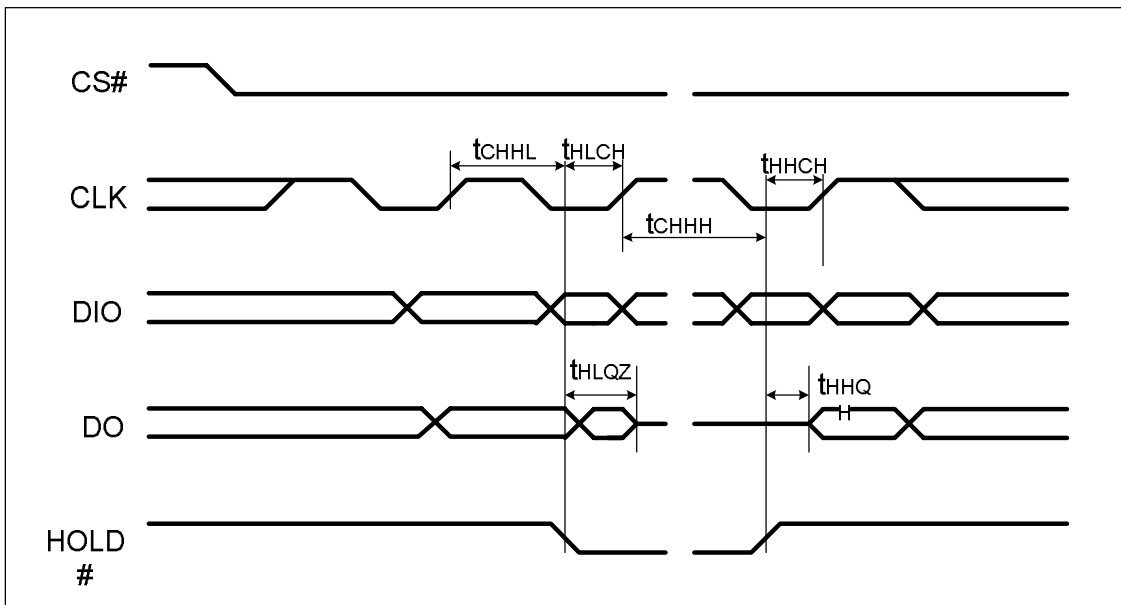 CS#
tCHHL
tHLCH
tHHCH
CLK
tCHHH
DIO
tHLQZ
tHHQ
H
DO
HOLD
#